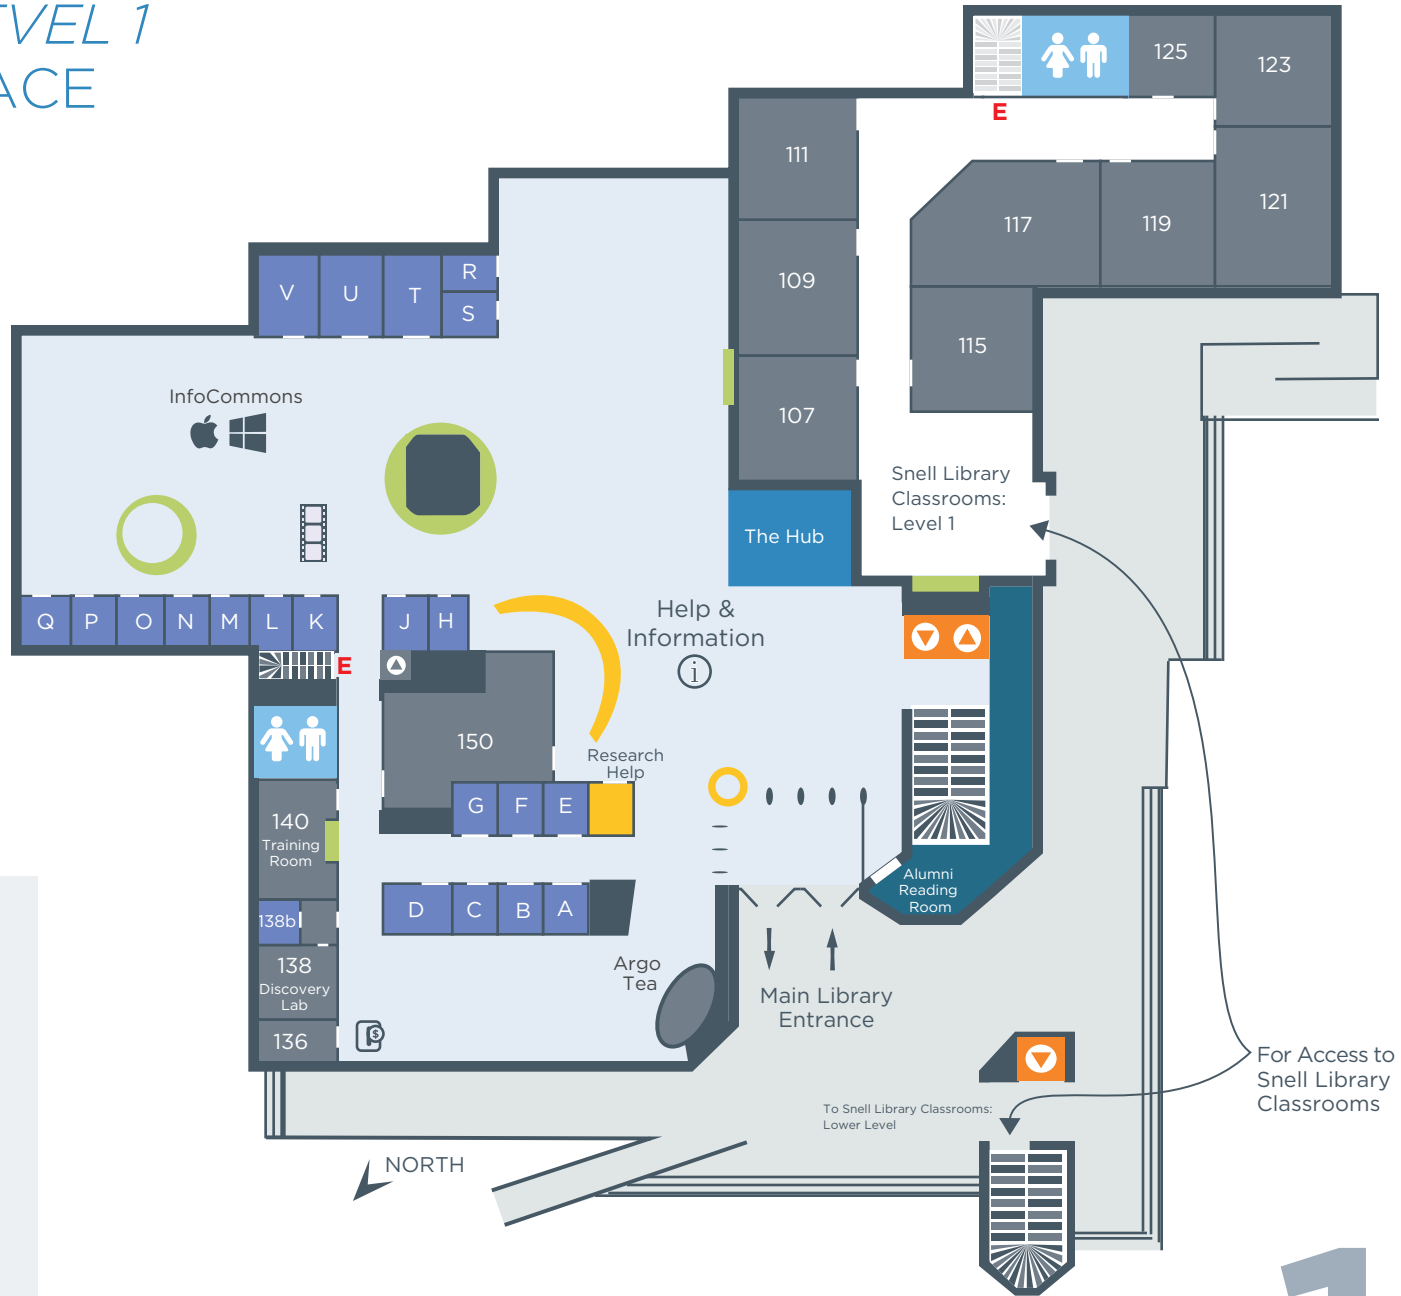 LEVEL 1
ACE
125
123
E
111
117
119
121
109
115
107
R
V
U
T
S
InfoCommons
Snell Library
Classrooms:
Level 1
The Hub
Help &
Information
i
Q
P
O
N
M
L
K
J
H
E
150
Research
Help
G
F
E
140
Training
Room
Alumni
Reading
Room
D
C
B
A
138b
138
Discovery
Lab
Argo
Tea
Main Library
Entrance
136
$
For Access to
Snell Library
Classrooms
To Snell Library Classrooms:
Lower Level
NORTH
1